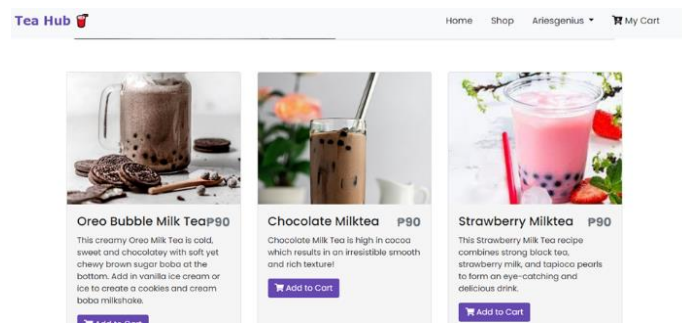 Tea Hub
Home Shop Ariesgenius My Cart
Oreo Bubble Milk Tea ₱90
This creamy Oreo Milk Tea is cold,
sweet and chocolatey with soft yet
chewy brown sugar boba at the
bottom. Add in vanilla ice cream or
ice to create a cookies and cream
boba milkshake.
Add to Cart
Chocolate Milktea ₱90
Chocolate Milk Tea is high in cocoa
which results in an irresistible smooth
and rich texture!
Add to Cart
Strawberry Milktea ₱90
This Strawberry Milk Tea recipe
combines strong black tea,
strawberry milk, and tapioca pearls
to form an eye-catching and
delicious drink.
Add to Cart